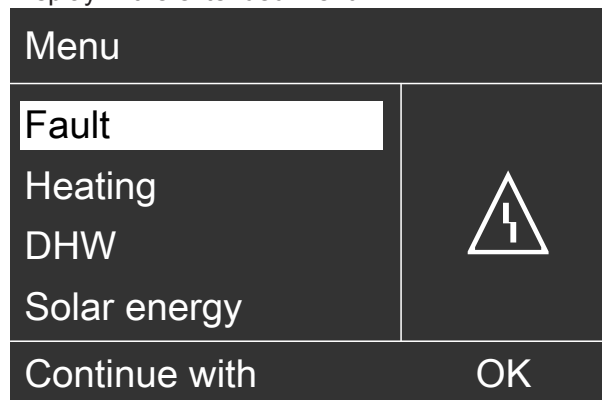 Menu
Fault
Heating
DHW
Solar energy
Continue with OK